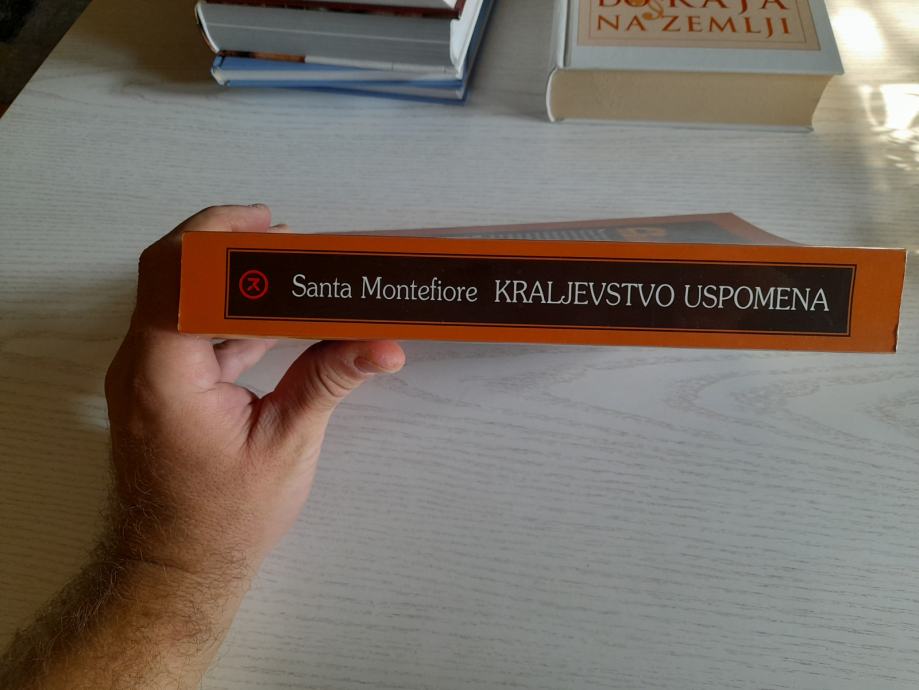 NA ZEMLJI
Santa Montefiore KRALJEVSTVO USPOMENA